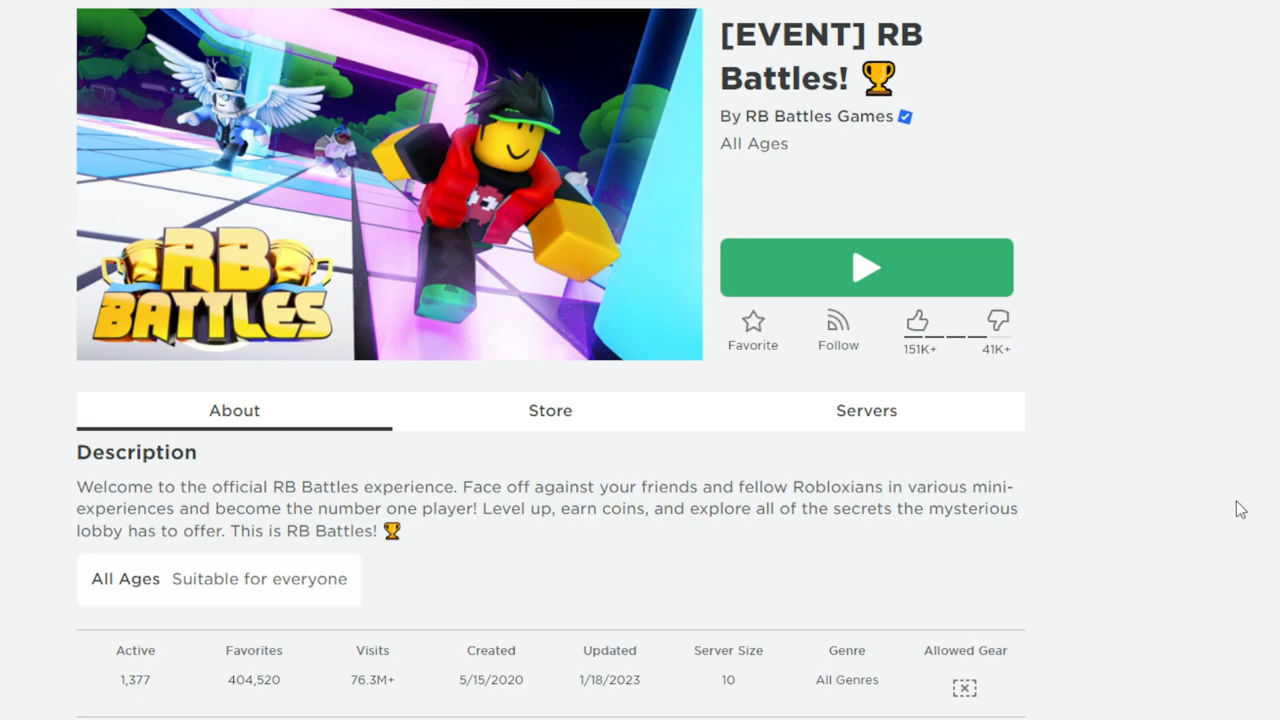 [EVENT] RB
Battles! 🏆
By RB Battles Games
All Ages
RB
BATTLES
Favorite
Follow
151K+
41K+
About
Store
Servers
Description
Welcome to the official RB Battles experience. Face off against your friends and fellow Robloxians in various mini-
experiences and become the number one player! Level up, earn coins, and explore all of the secrets the mysterious
lobby has to offer. This is RB Battles! 🏆
All Ages Suitable for everyone
Active Favorites Visits Created Updated Server Size Genre Allowed Gear
1,377 404,520 76.3M+ 5/15/2020 1/18/2023 10 All Genres